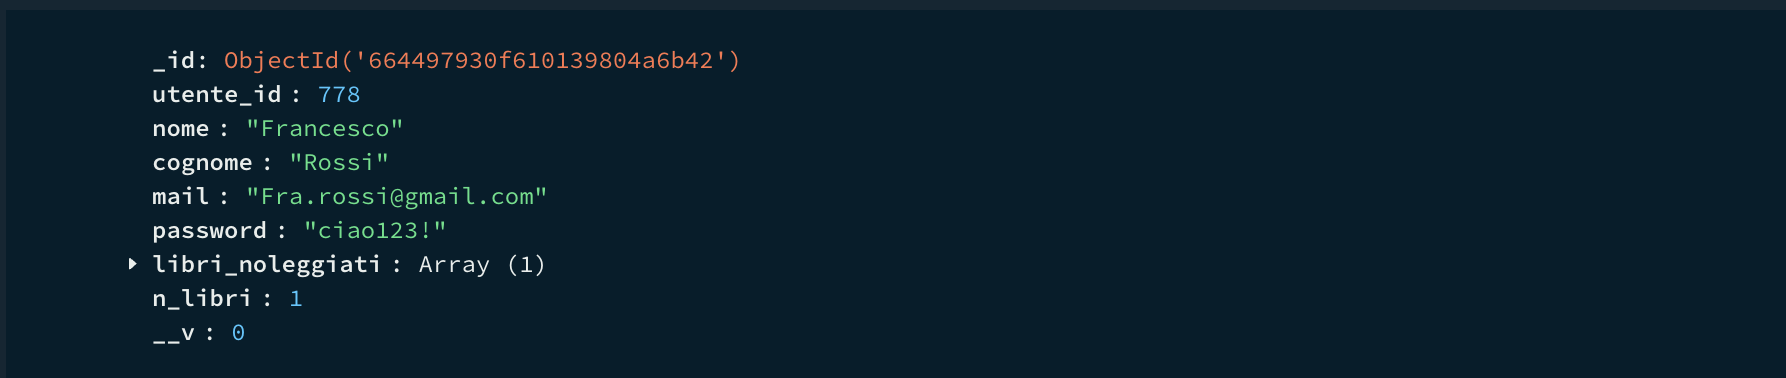 _id: ObjectId('664497930f610139804a6b42')
utente_id : 778
nome : "Francesco"
cognome : "Rossi"
mail : "Fra.rossi@gmail.com"
password : "ciao123!"
libri_noleggiati : Array (1)
n_libri : 1
__v : 0